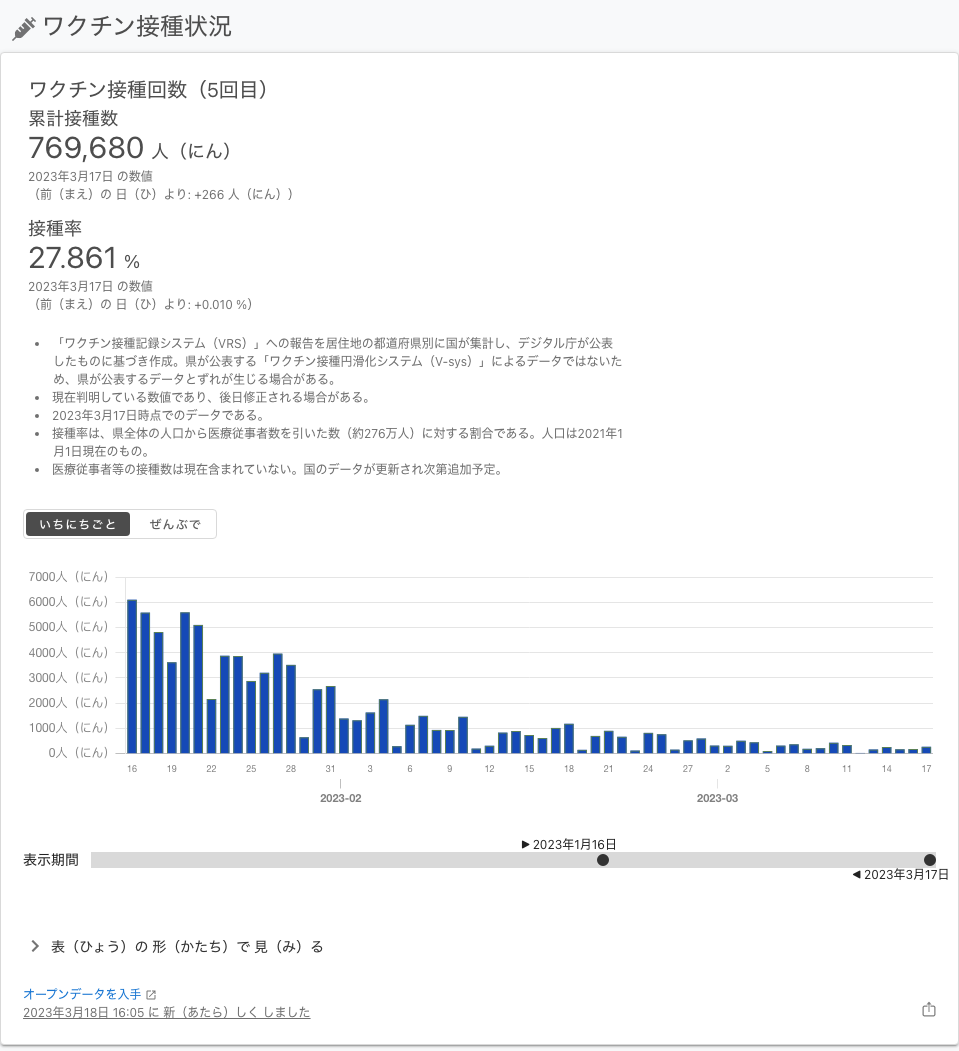 ワクチン接種状況
ワクチン接種回数（5回目）
累計接種数
769,680 人（にん）
2023年3月17日 の数値
（前（まえ）の 日（ひ）より: +266 人（にん））
接種率
27.861 %
2023年3月17日 の数値
（前（まえ）の 日（ひ）より: +0.010 %）
• 「ワクチン接種記録システム（VRS）」への報告を居住地の都道府県別に国が集計し、デジタル庁が公表
したものに基づき作成。県が公表する「ワクチン接種円滑化システム（V-sys）」によるデータではないた
め、県が公表するデータとずれが生じる場合がある。
• 現在判明している数値であり、後日修正される場合がある。
• 2023年3月17日時点でのデータである。
• 接種率は、県全体の人口から医療従事者数を引いた数（約276万人）に対する割合である。人口は2021年1
月1日現在のもの。
• 医療従事者等の接種数は現在含まれていない。国のデータが更新され次第追加予定。
いちにちごと ぜんぶで
7000人（にん）
6000人（にん）
5000人（にん）
4000人（にん）
3000人（にん）
2000人（にん）
1000人（にん）
0人（にん）
16 19 22 25 28 31 3 6 9 12 15 18 21 24 27 2 5 8 11 14 17
2023-02 2023-03
▶ 2023年1月16日
表示期間
◀ 2023年3月17日
表（ひょう）の 形（かたち）で 見（み）る
オープンデータを入手
2023年3月18日 16:05 に 新（あたら）しく しました